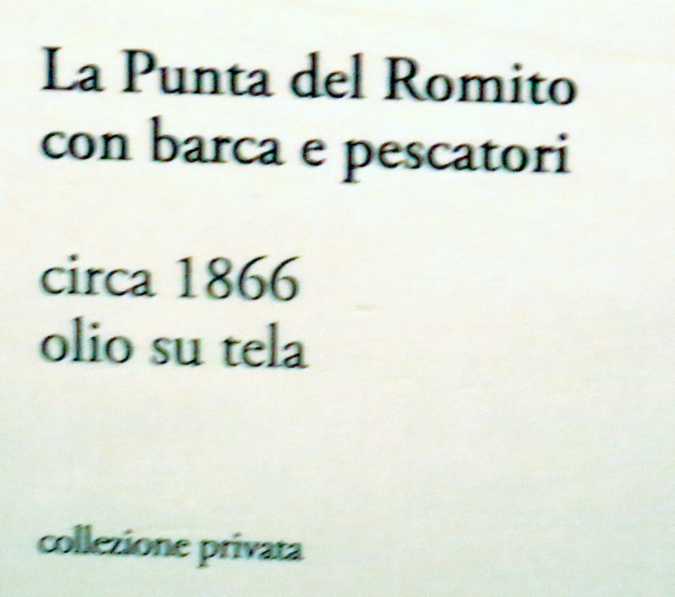 La Punta del Romito
con barca e pescatori
circa 1866
olio su tela
collezione privata